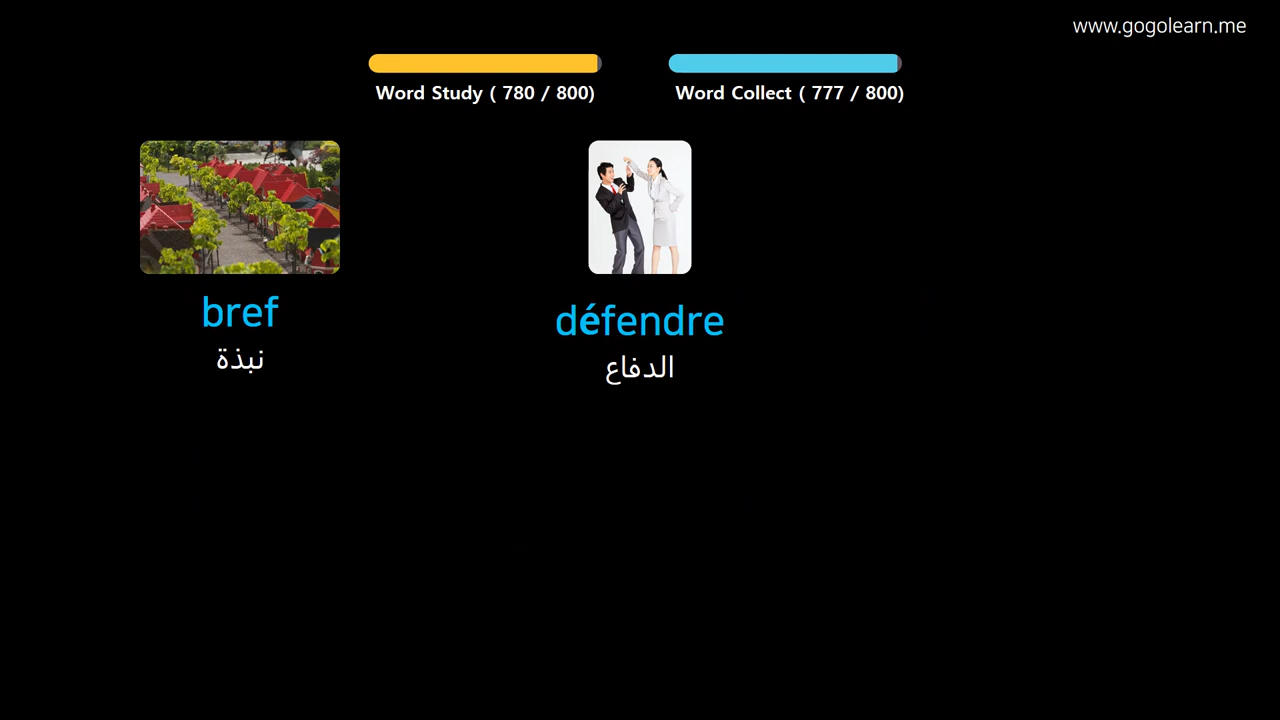 www.gogolearn.me
Word Study ( 780 / 800)
Word Collect ( 777 / 800)
bref
نبذة
défendre
الدفاع